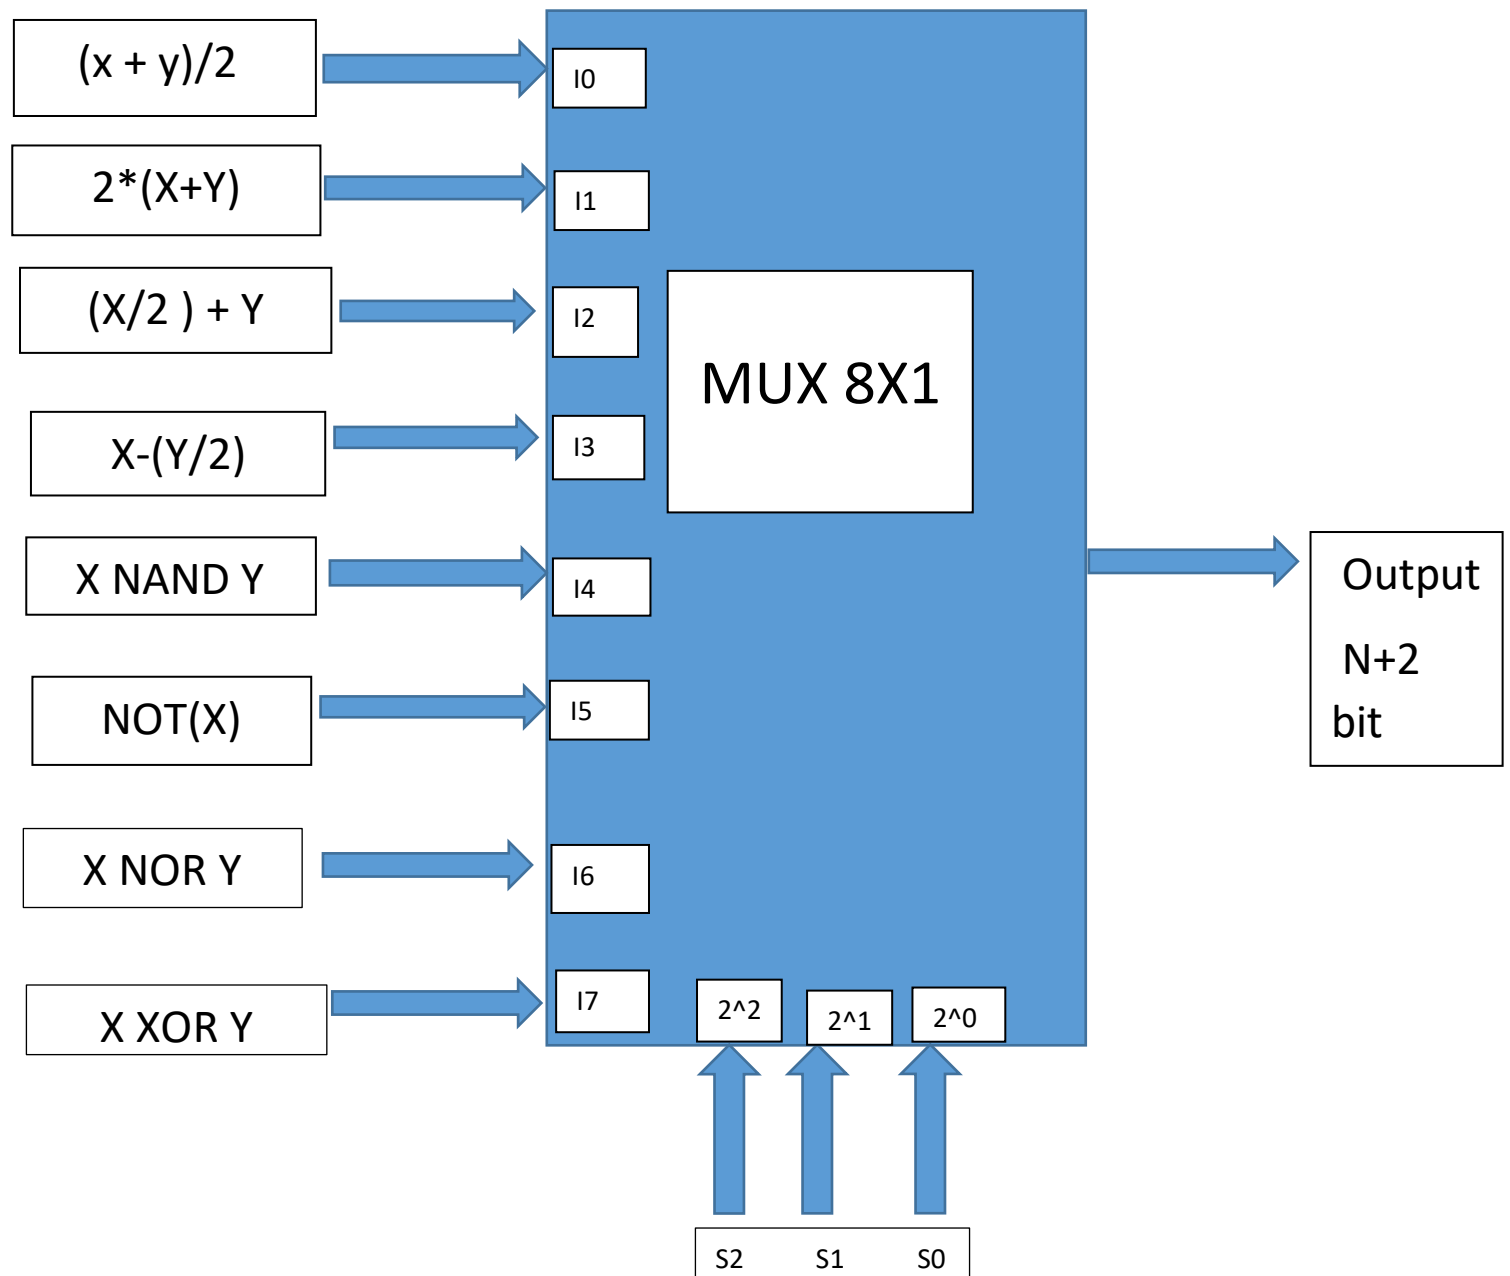 (x + y)/2
I0
2*(X+Y)
I1
(X/2 ) + Y
I2
MUX 8X1
X-(Y/2)
I3
X NAND Y
I4
Output
N+2
bit
NOT(X)
I5
X NOR Y
I6
X XOR Y
I7
2^2
2^1
2^0
S2 S1 S0